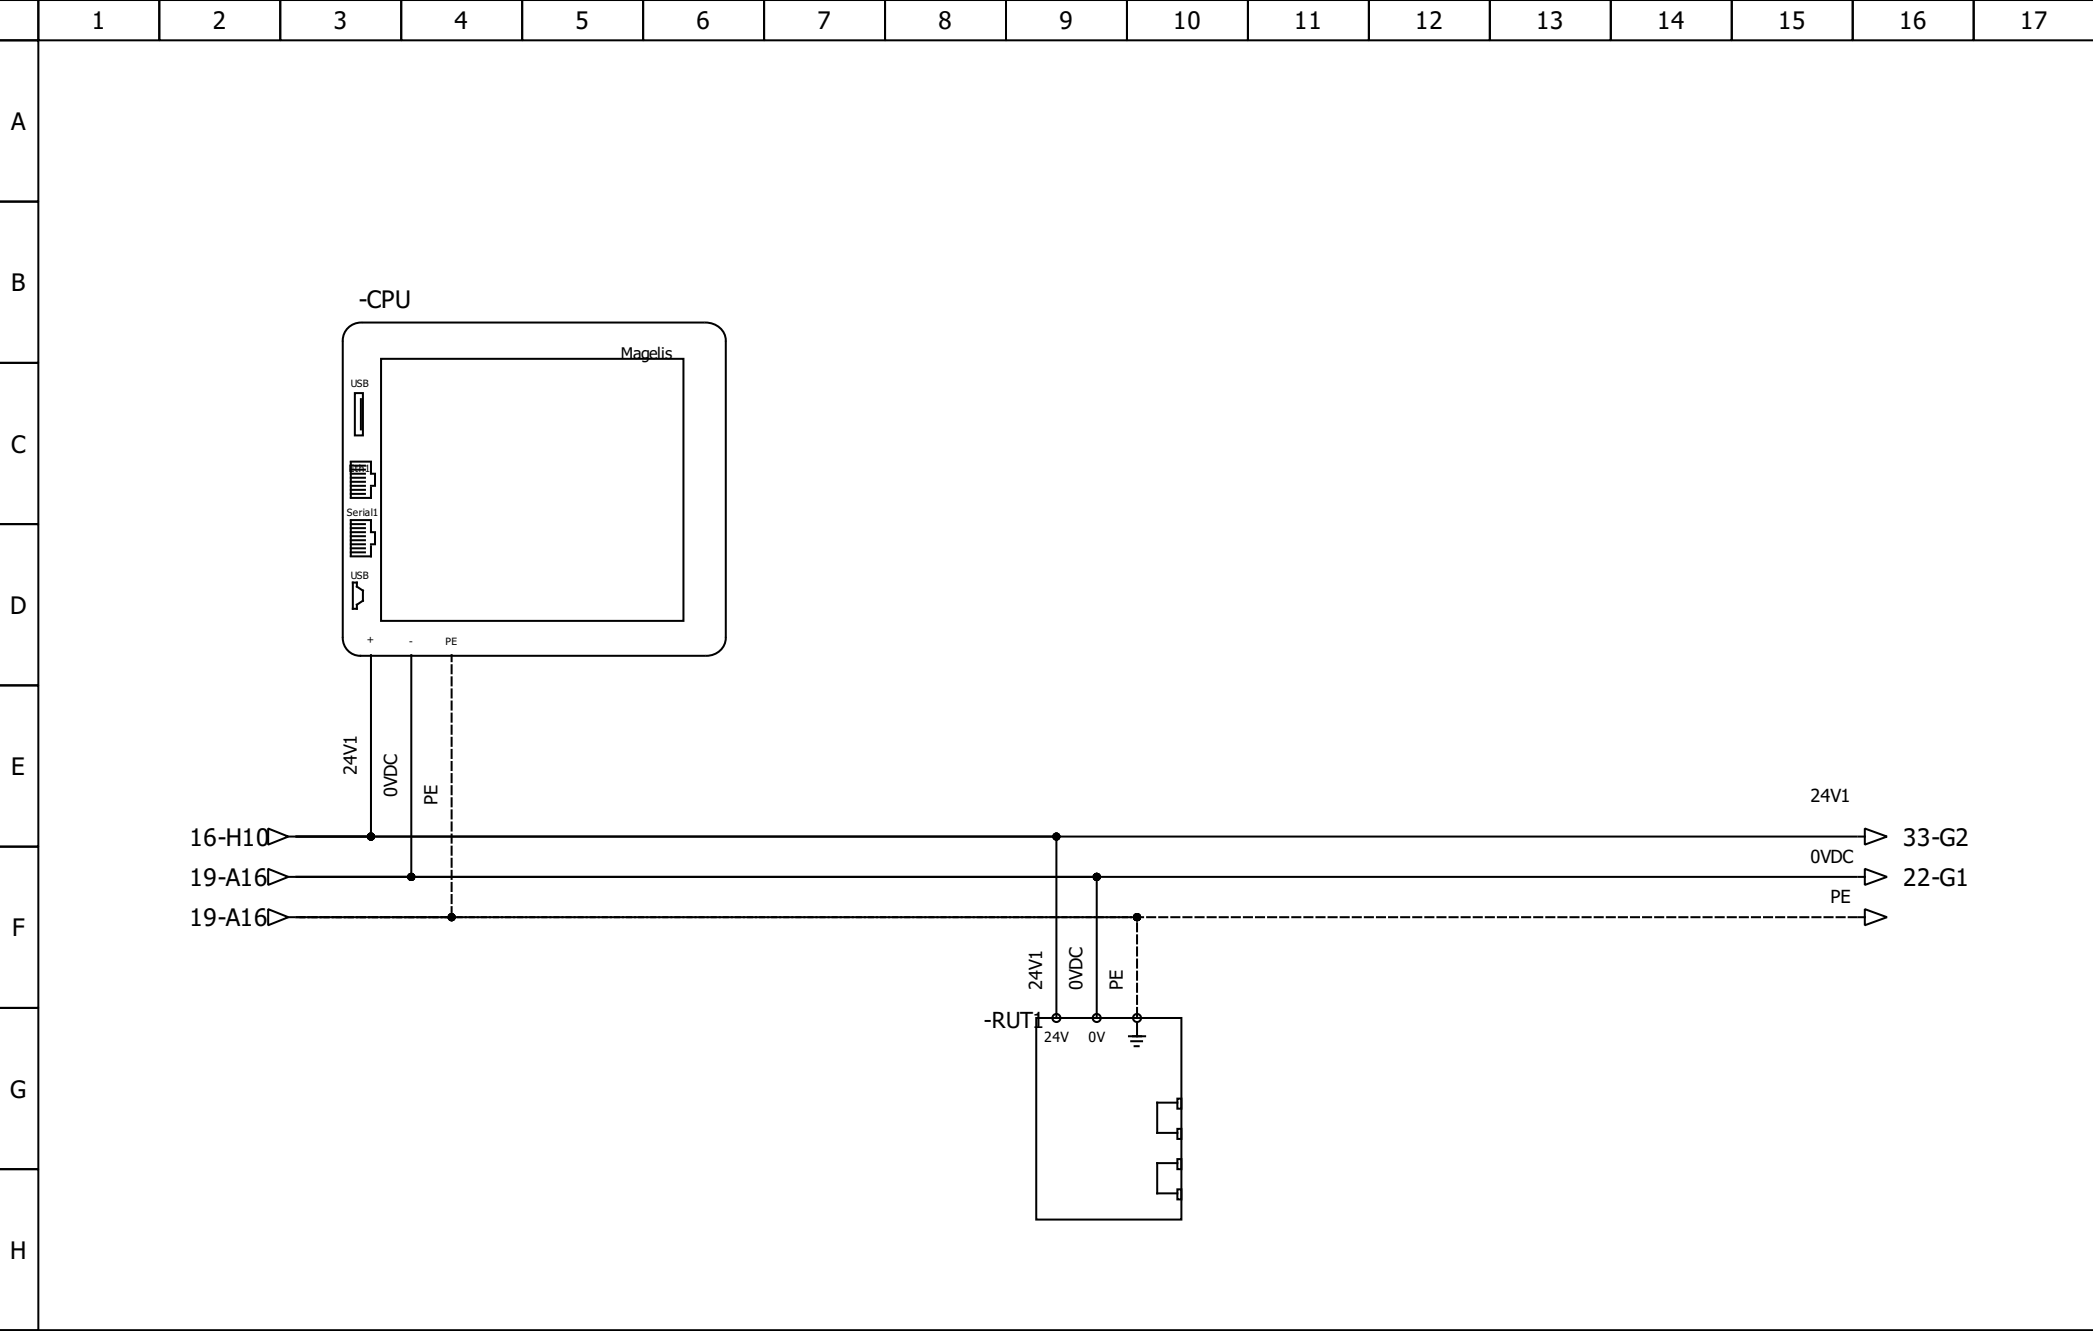 1 2 3 4 5 6 7 8 9 10 11 12 13 14 15 16 17
A
B
-CPU
Magelis
USB
C
Serial1
USB
D
+ - PE
24V1
0VDC
PE
E
24V1
16-H10 33-G2
0VDC
19-A16 22-G1
PE
19-A16
F
24V1
0VDC
PE
-RUT1
24V 0V
G
H